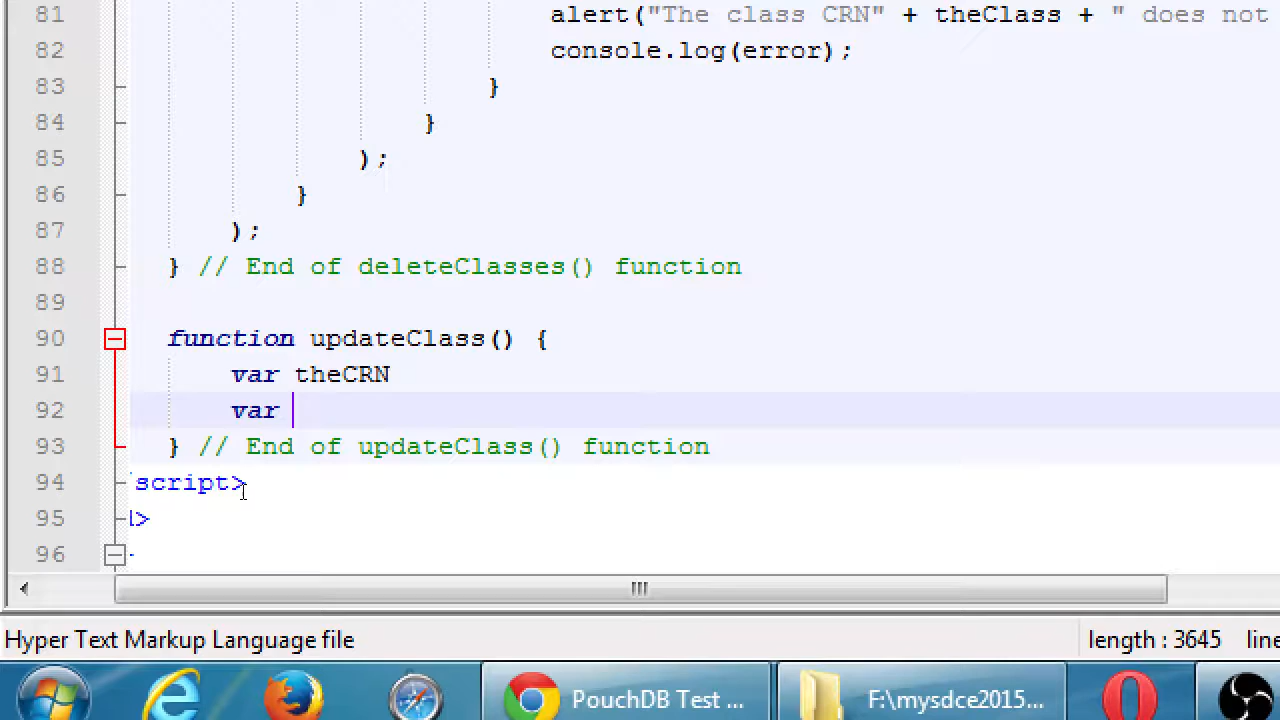 81 alert("The class CRN" + theClass + " does not
82 console.log(error);
83 }
84 }
85 );
86 }
87 );
88 } // End of deleteClasses() function
89
90 function updateClass() {
91 var theCRN
92 var
93 } // End of updateClass() function
94 script>
95 >
96
Hyper Text Markup Language file length : 3645 line
PouchDB Test ... F:\mysdce2015...